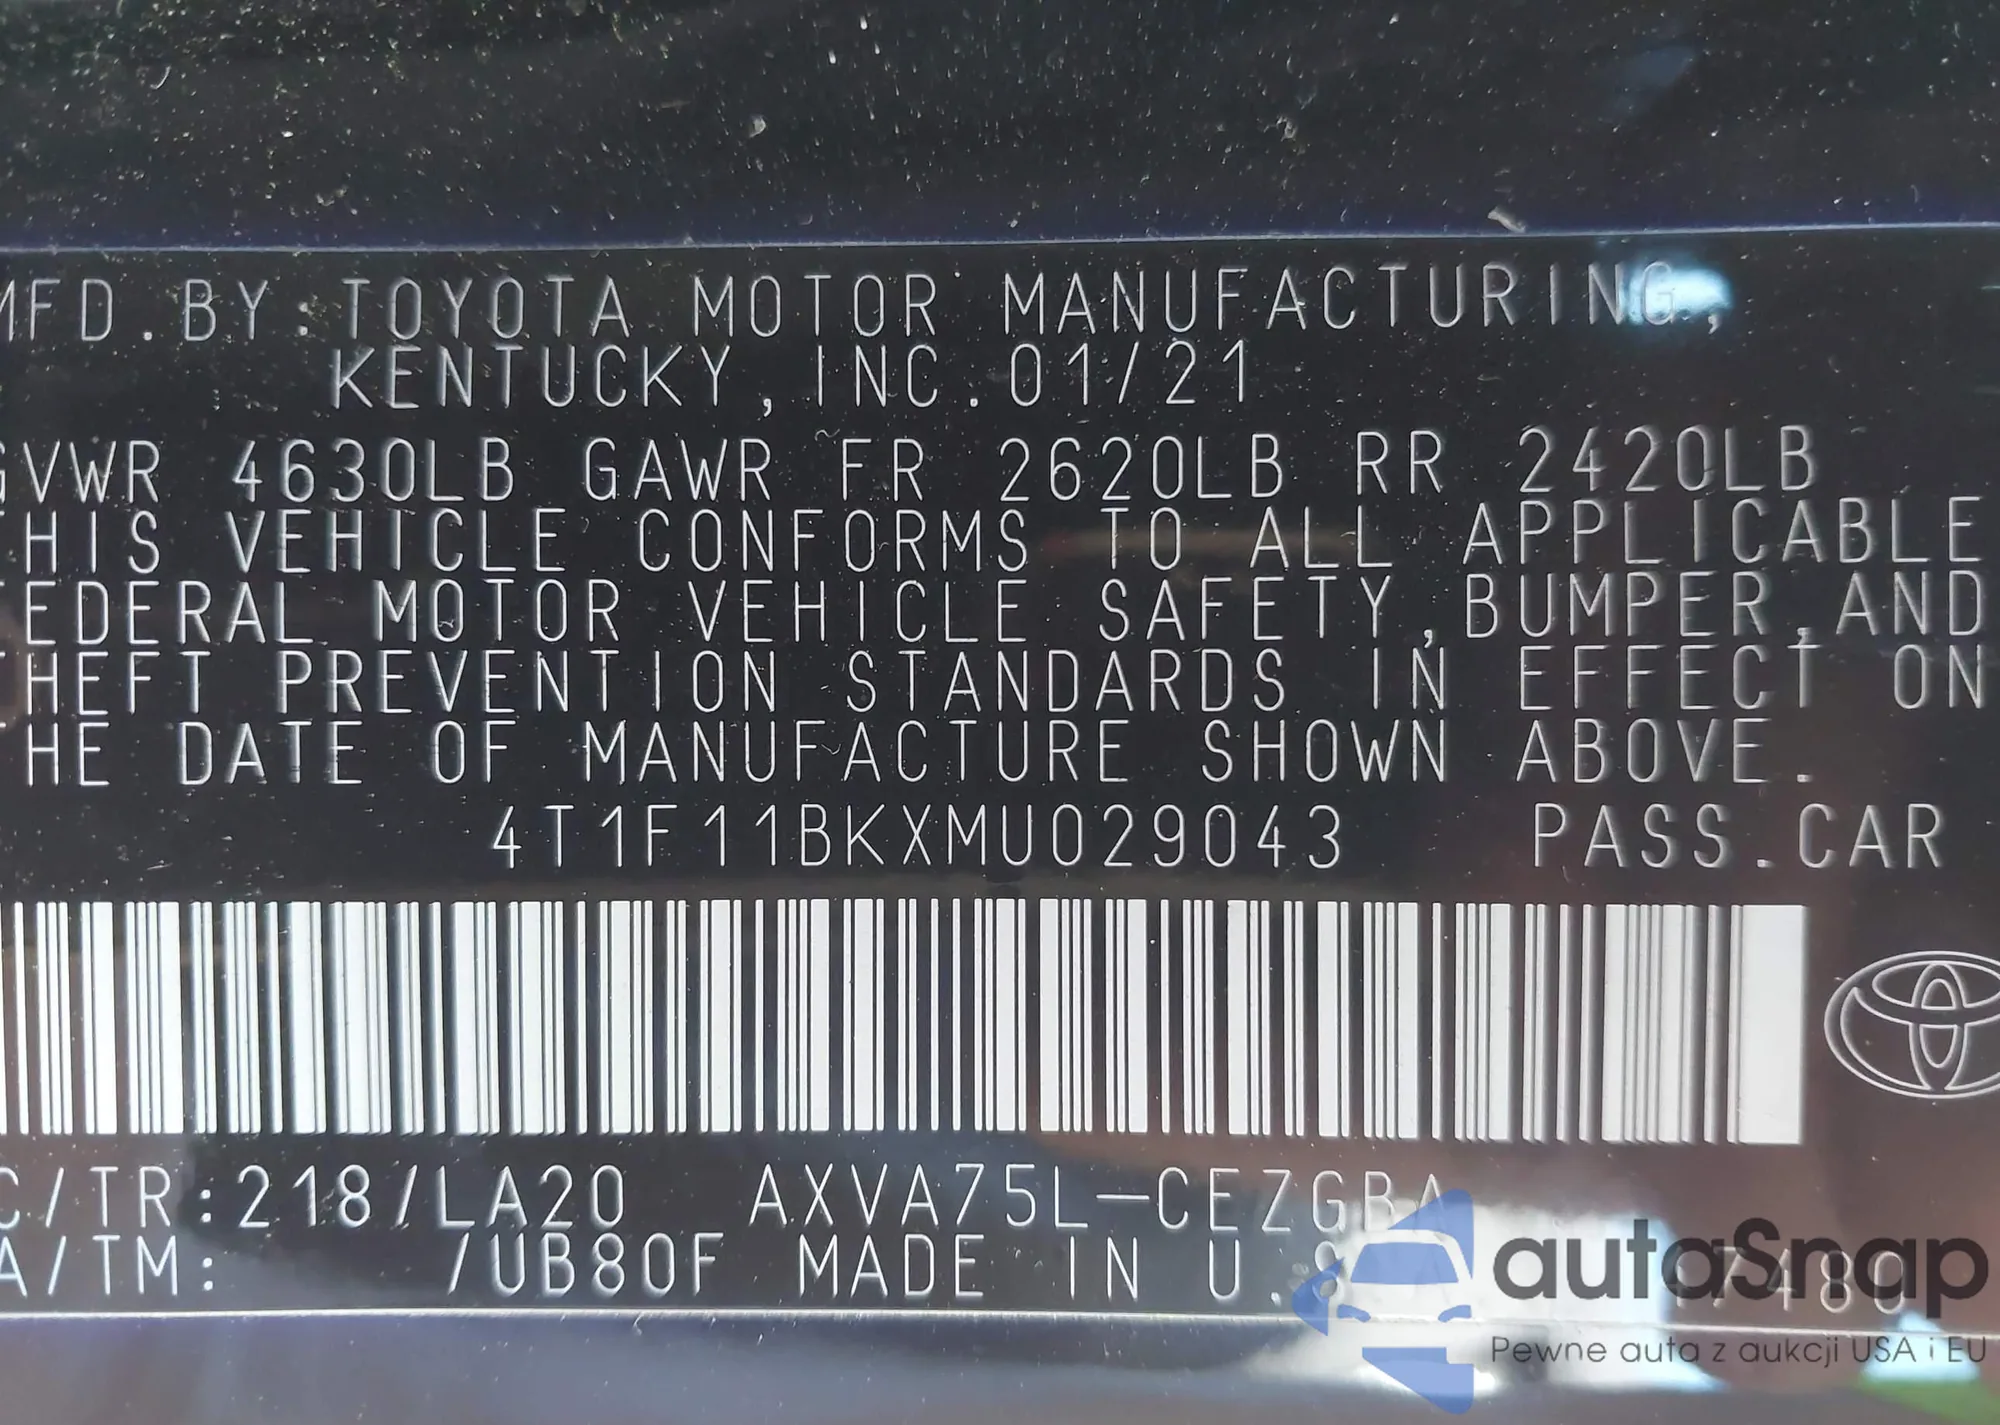 MFD.BY:TOYOTA MOTOR MANUFACTURING,
KENTUCKY,INC.01/21
GVWR 4630LB GAWR FR 2620LB RR 2420LB
THIS VEHICLE CONFORMS TO ALL APPLICABLE
FEDERAL MOTOR VEHICLE SAFETY,BUMPER,AND
THEFT PREVENTION STANDARDS IN EFFECT ON
THE DATE OF MANUFACTURE SHOWN ABOVE.
4T1F11BKXMU029043 PASS.CAR
C/TR:218/LA20 AXVA75L-CEZGBA
A/TM: /UB80F MADE IN U.S
autaSnap
Pewne auta z aukcji USA i EU